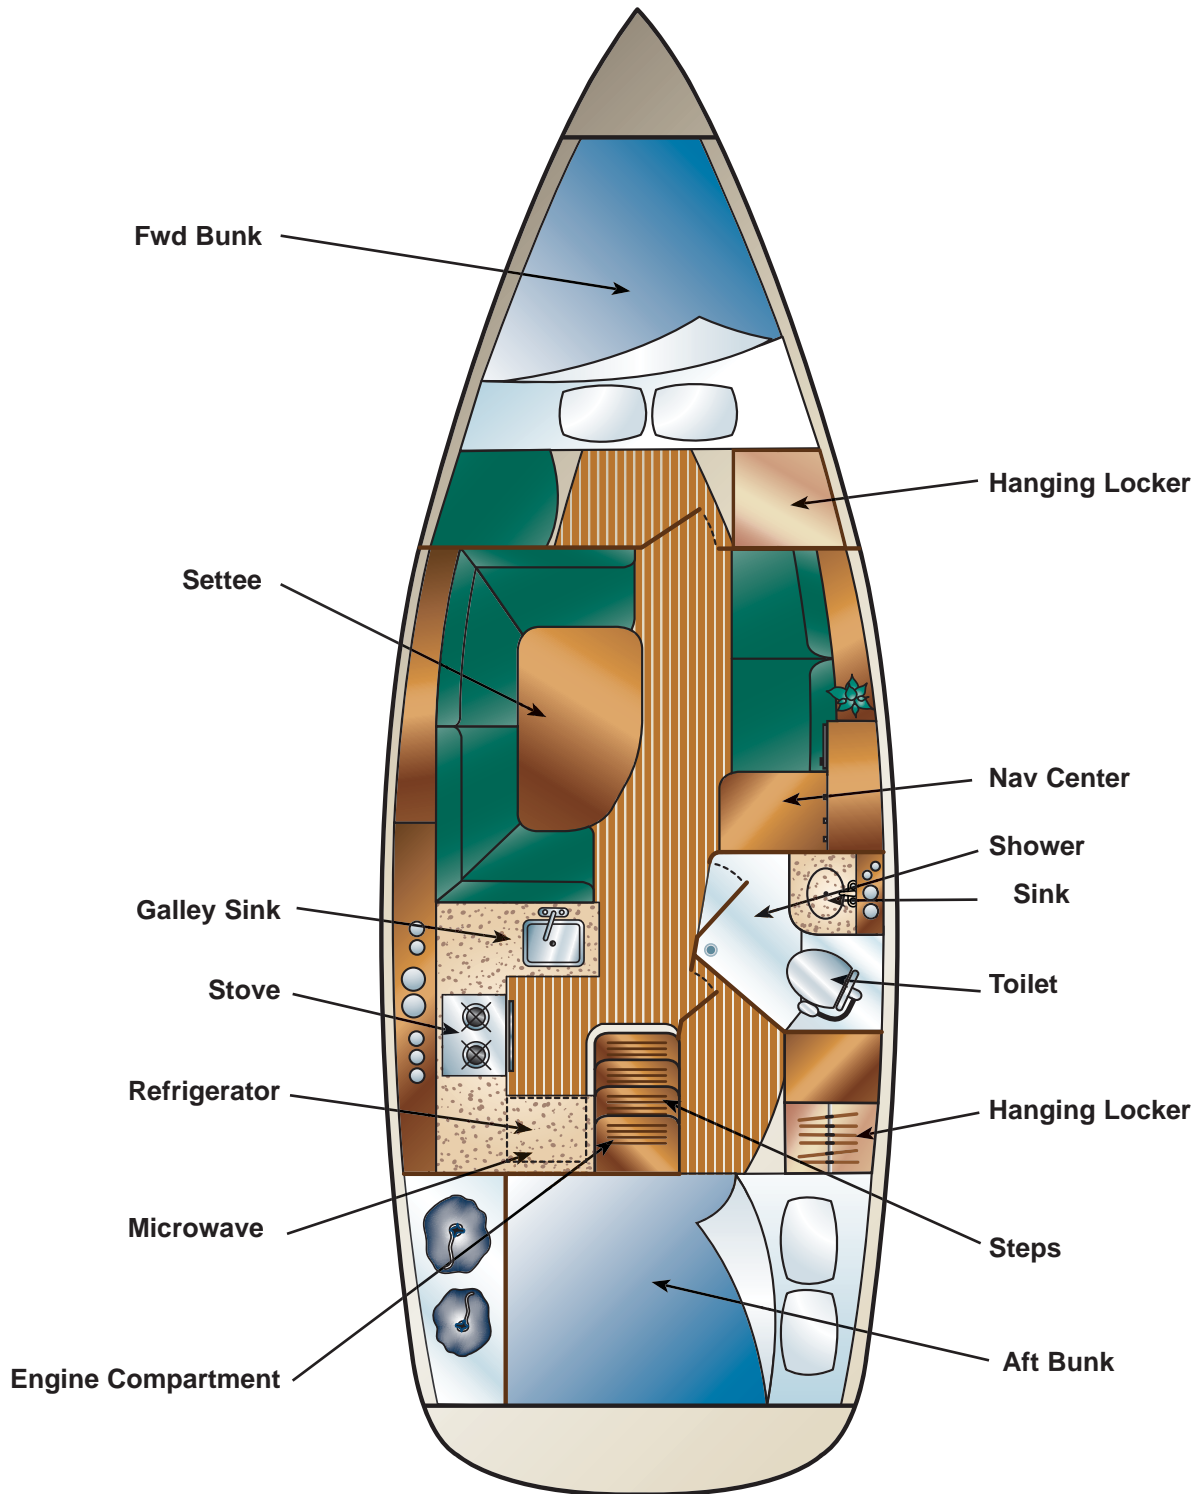 Fwd Bunk
Hanging Locker
Settee
Nav Center
Shower
Sink
Galley Sink
Toilet
Stove
Refrigerator
Hanging Locker
Microwave
Steps
Aft Bunk
Engine Compartment